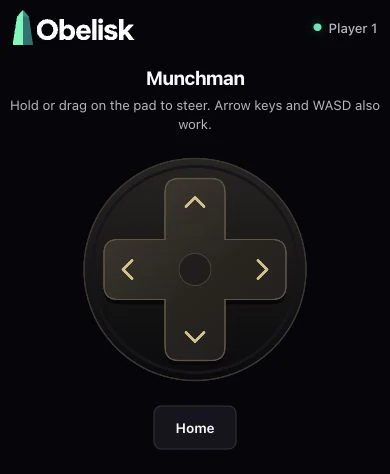 Obelisk
Player 1
Munchman
Hold or drag on the pad to steer. Arrow keys and WASD also
work.
Home